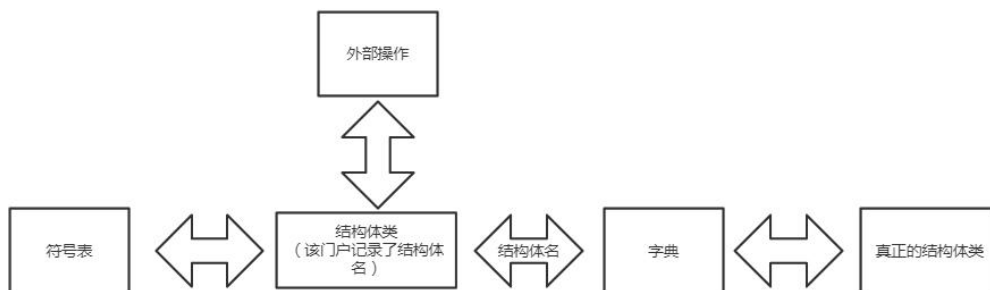 外部操作
符号表
结构体类
（该门户记录了结构体
名）
结构体名
字典
真正的结构体类